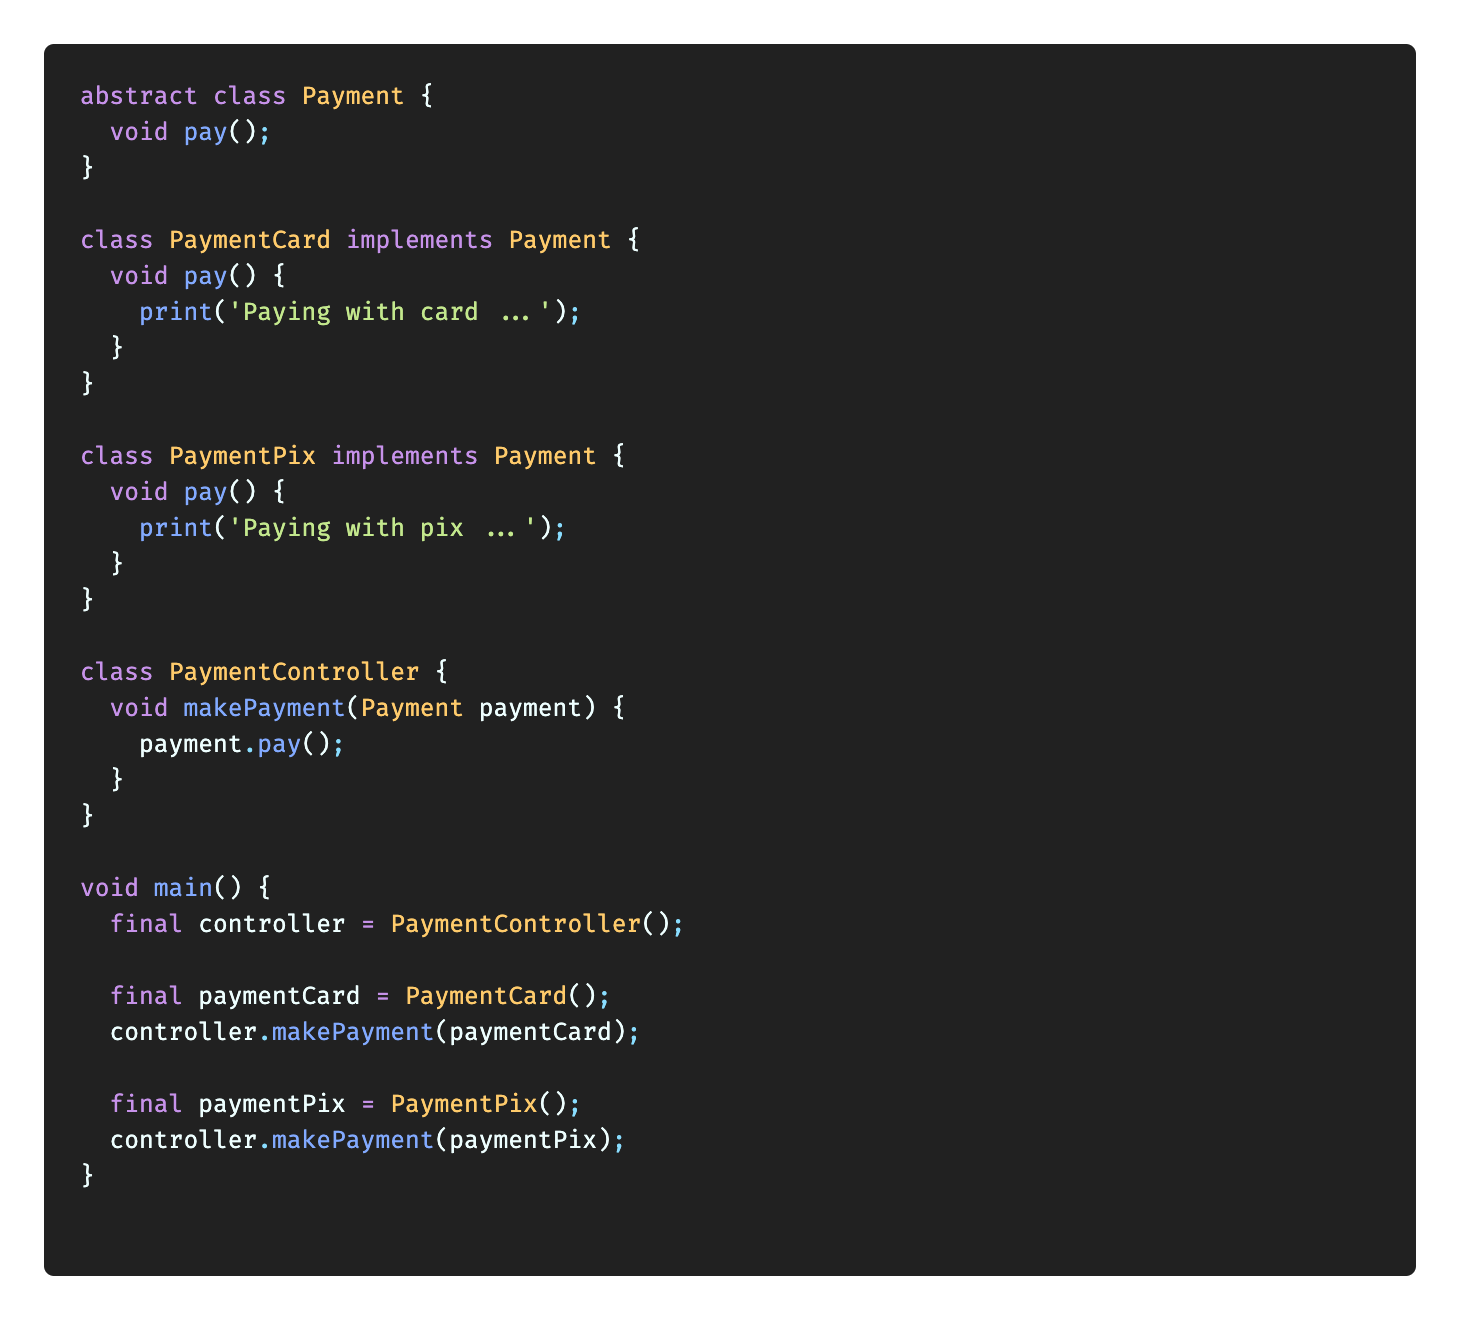 abstract class Payment {
  void pay();
}

class PaymentCard implements Payment {
  void pay() {
    print('Paying with card ...');
  }
}

class PaymentPix implements Payment {
  void pay() {
    print('Paying with pix ...');
  }
}

class PaymentController {
  void makePayment(Payment payment) {
    payment.pay();
  }
}

void main() {
  final controller = PaymentController();

  final paymentCard = PaymentCard();
  controller.makePayment(paymentCard);

  final paymentPix = PaymentPix();
  controller.makePayment(paymentPix);
}